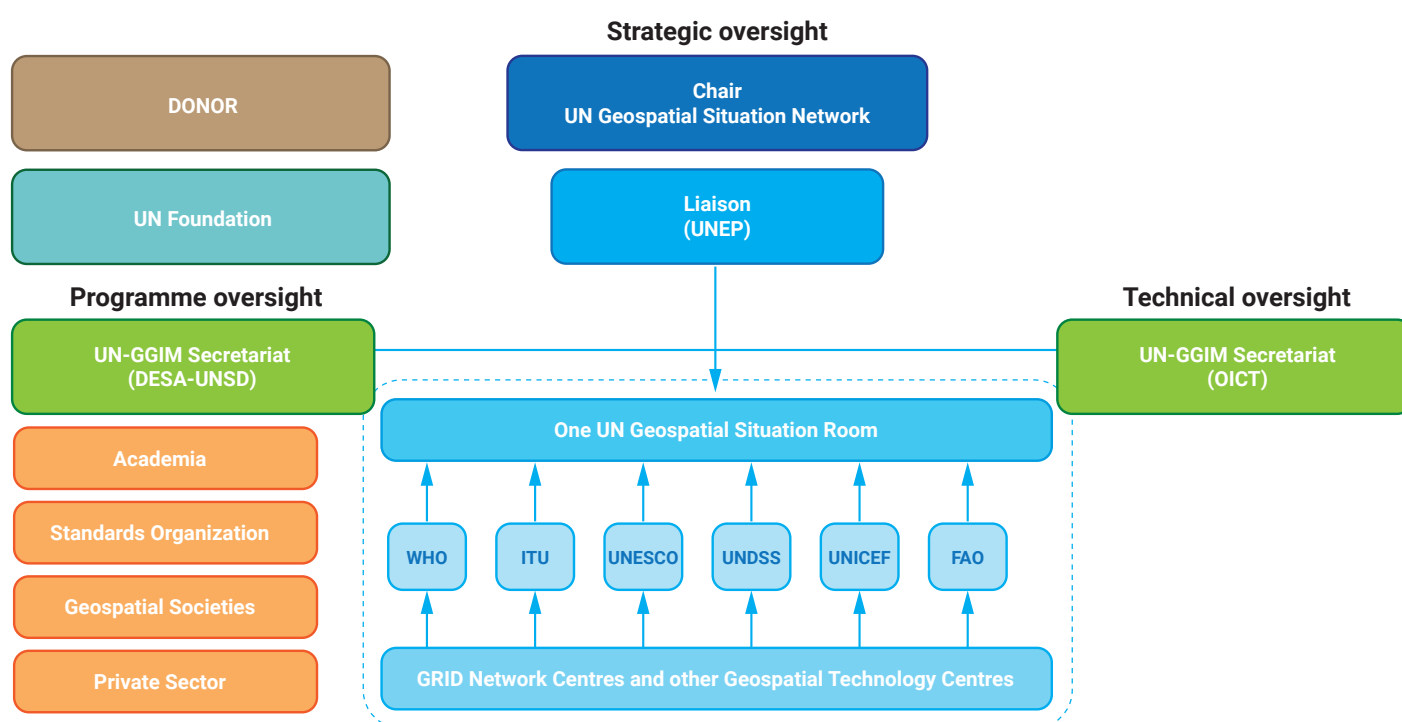 Strategic oversight
DONOR
Chair
UN Geospatial Situation Network
UN Foundation
Liaison
(UNEP)
Programme oversight
Technical oversight
UN-GGIM Secretariat
(DESA-UNSD)
UN-GGIM Secretariat
(OICT)
One UN Geospatial Situation Room
Academia
Standards Organization
WHO
ITU
UNESCO
UNDSS
UNICEF
FAO
Geospatial Societies
Private Sector
GRID Network Centres and other Geospatial Technology Centres